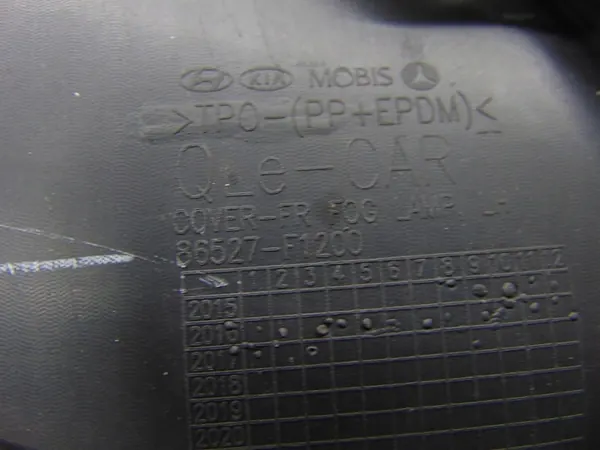 KIA MOBIS
>TPO-(PP+EPDM)<
QLe-CAR
COVER-FR FOG LAMP LH
86527-F1200
1 2 3 4 5 6 7 8 9 10 11 12
2015
2016
2017
2018
2019
2020